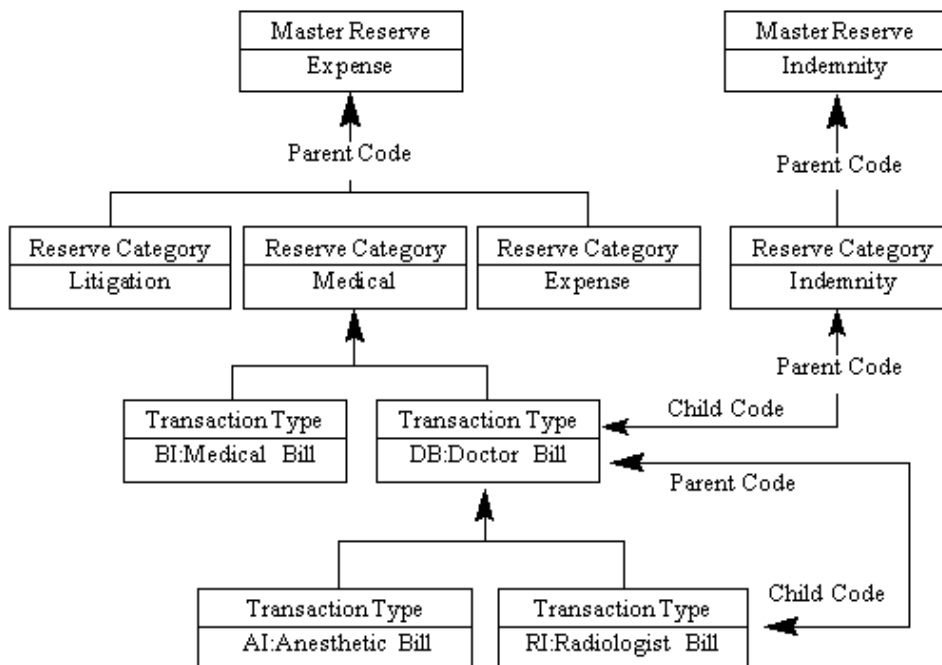 Master Reserve
Expense
Master Reserve
Indemnity
Parent Code
Parent Code
Reserve Category
Litigation
Reserve Category
Medical
Reserve Category
Expense
Reserve Category
Indemnity
Parent Code
Transaction Type
BI:Medical Bill
Transaction Type
DB:Doctor Bill
Child Code
Parent Code
Child Code
Transaction Type
AI:Anesthetic Bill
Transaction Type
RI:Radiologist Bill